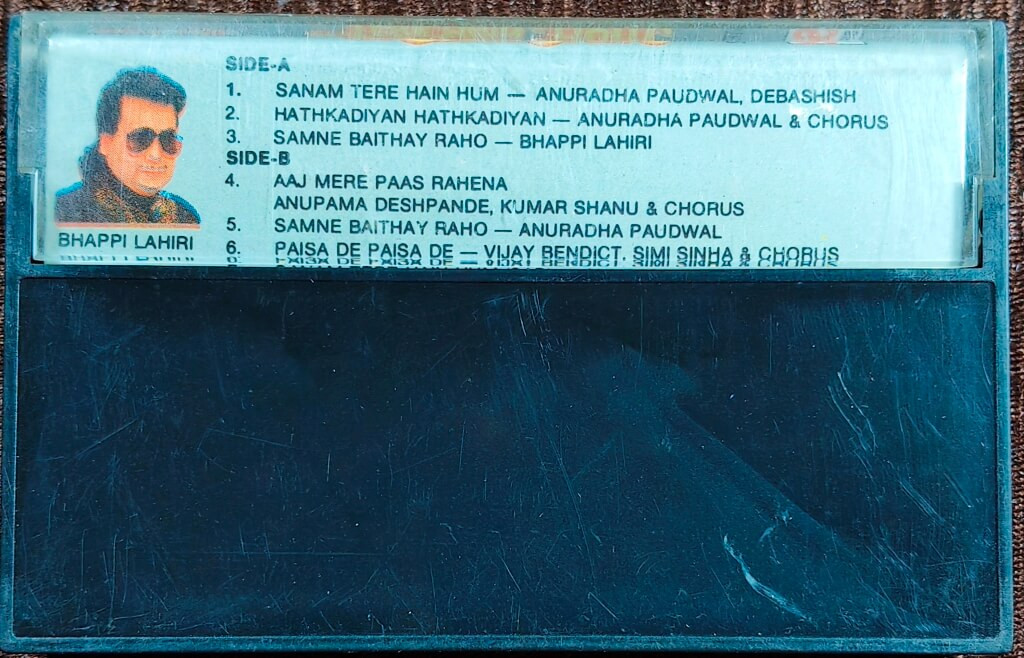 SIDE-A
1. SANAM TERE HAIN HUM — ANURADHA PAUDWAL, DEBASHISH
2. HATHKADIYAN HATHKADIYAN — ANURADHA PAUDWAL & CHORUS
3. SAMNE BAITHAY RAHO — BHAPPI LAHIRI
SIDE-B
4. AAJ MERE PAAS RAHENA
ANUPAMA DESHPANDE, KUMAR SHANU & CHORUS
5. SAMNE BAITHAY RAHO — ANURADHA PAUDWAL
6. PAISA DE PAISA DE — VIJAY BENDICT, SIMI SINHA & CHORUS
BHAPPI LAHIRI